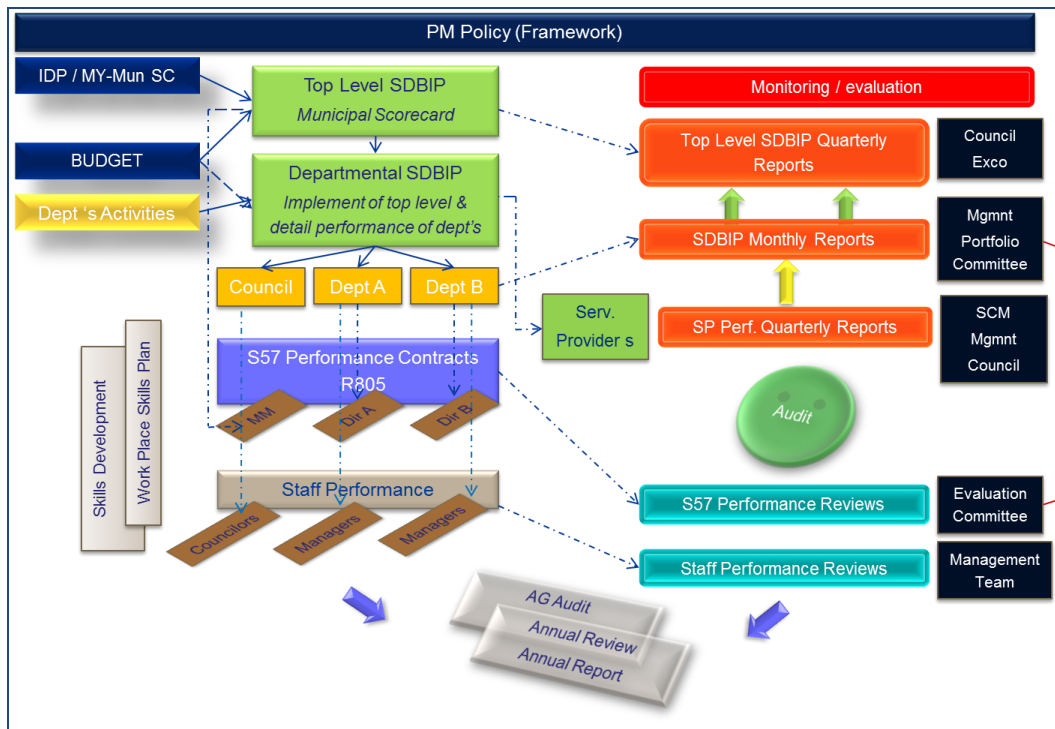 PM Policy (Framework)
IDP / MY-Mun SC
BUDGET
Dept ‘s Activities
Top Level SDBIP
Municipal Scorecard
Departmental SDBIP
Implement of top level &
detail performance of dept’s
Council
Dept A
Dept B
Serv.
Provider s
S57 Performance Contracts
R805
MM
Dir A
Dir B
Staff Performance
Councilors
Managers
Managers
Skills Development
Work Place Skills Plan
Monitoring / evaluation
Top Level SDBIP Quarterly
Reports
Council
Exco
SDBIP Monthly Reports
Mgmnt
Portfolio
Committee
SP Perf. Quarterly Reports
SCM
Mgmnt
Council
Audit
S57 Performance Reviews
Evaluation
Committee
Staff Performance Reviews
Management
Team
AG Audit
Annual Review
Annual Report